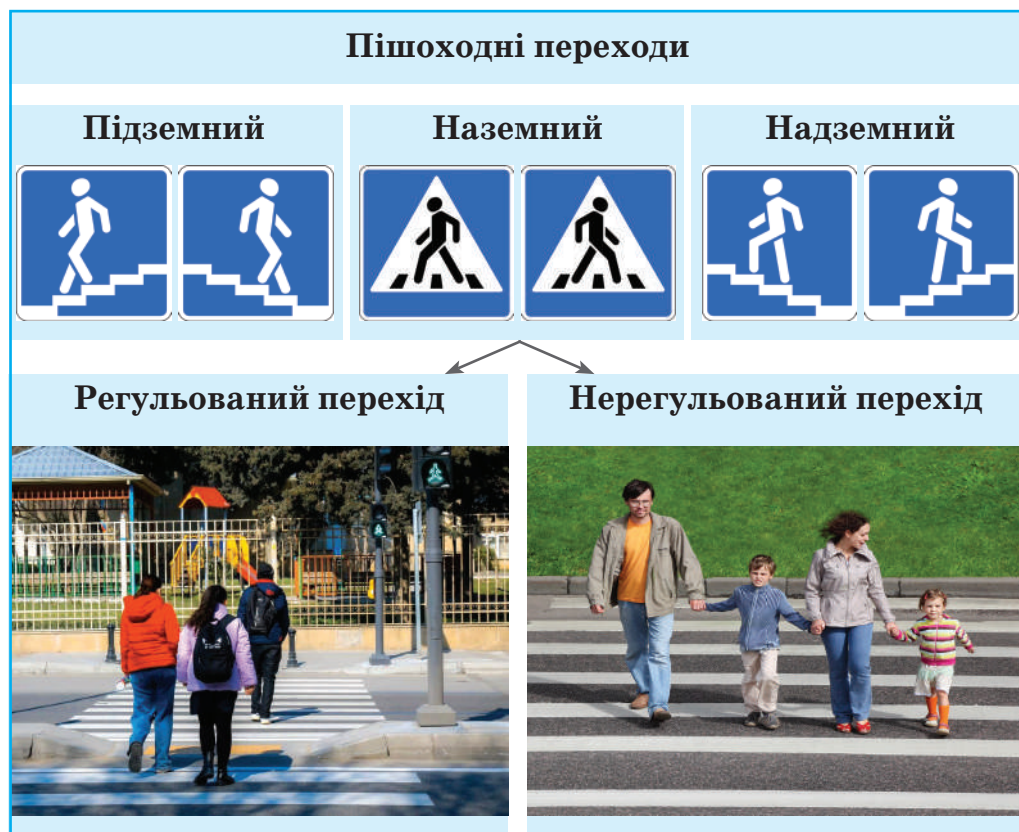 Пішоходні переходи
Підземний
Наземний
Надземний
Регульований перехід
Нерегульований перехід